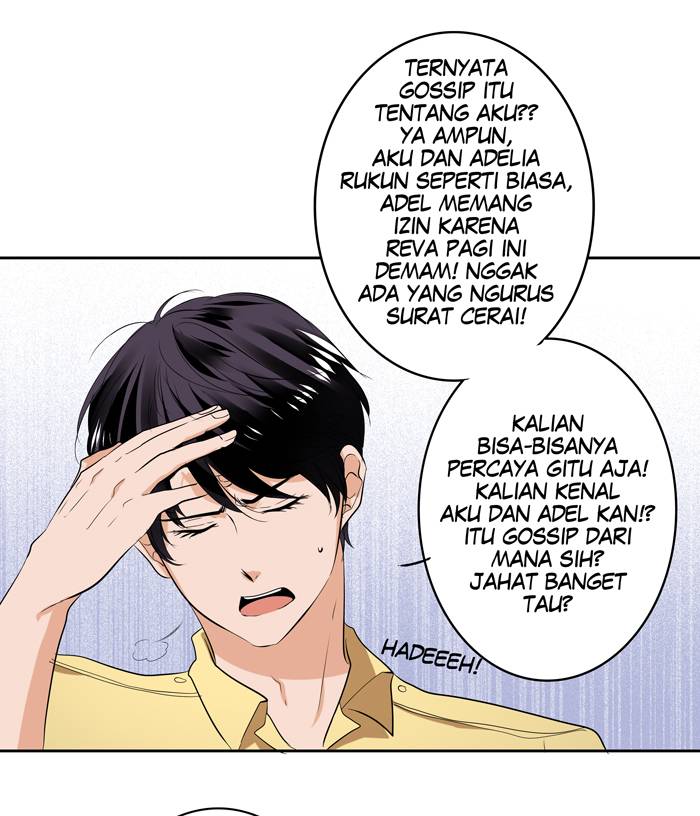 TERNYATA
GOSSIP ITU
TENTANG AKU??
YA AMPUN,
AKU DAN ADELIA
RUKUN SEPERTI BIASA,
ADEL MEMANG
IZIN KARENA
REVA PAGI INI
DEMAM! NGGAK
ADA YANG NGURUS
SURAT CERAI!
KALIAN
BISA-BISANYA
PERCAYA GITU AJA!
KALIAN KENAL
AKU DAN ADEL KAN!?
ITU GOSSIP DARI
MANA SIH?
JAHAT BANGET
TAU?
HADEEEH!